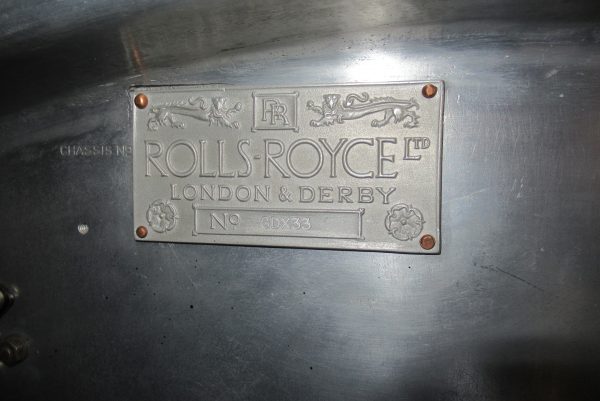 RR
CHASSIS NO
ROLLS-ROYCE LTD
LONDON & DERBY
No GDX33